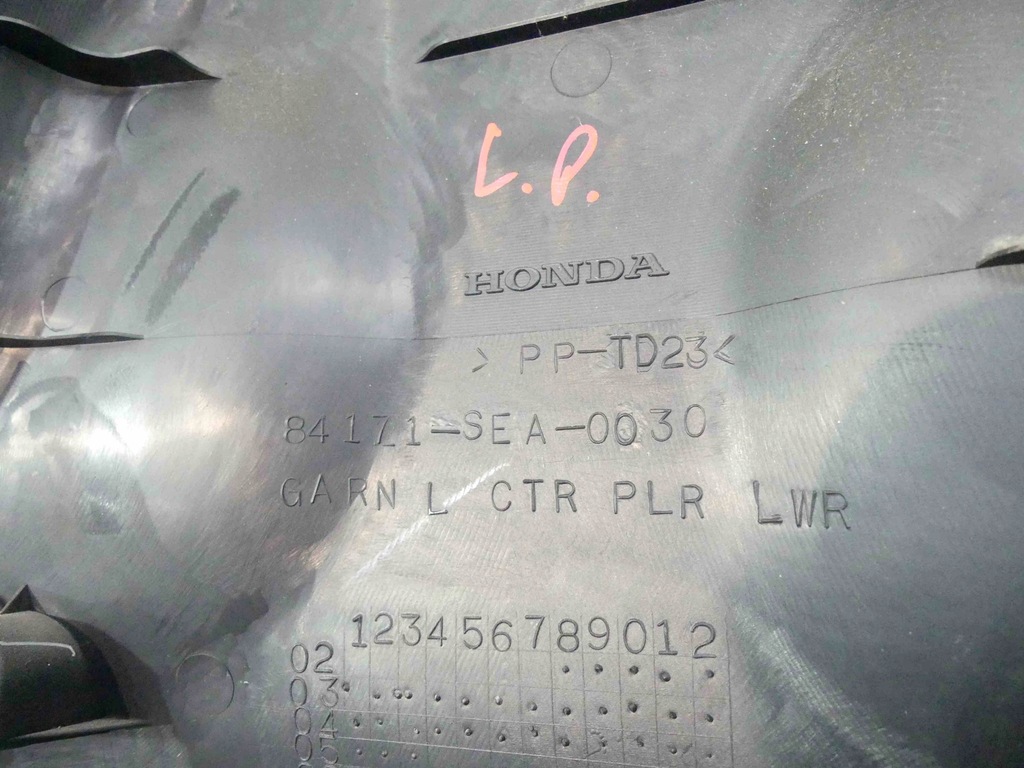 L.P.
HONDA
> PP-TD23<
84171-SEA-0030
GARN L CTR PLR LWR
123456789012
02
03
04
05